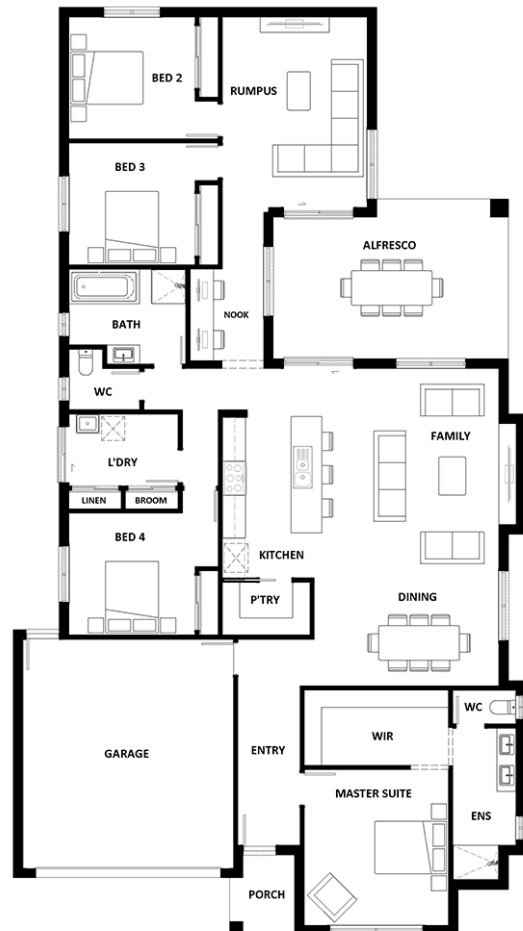 BED 2
RUMPUS
BED 3
ALFRESCO
NOOK
BATH
WC
FAMILY
L'DRY
LINEN
BROOM
BED 4
KITCHEN
P'TRY
DINING
WC
WIR
ENTRY
GARAGE
MASTER SUITE
ENS
PORCH